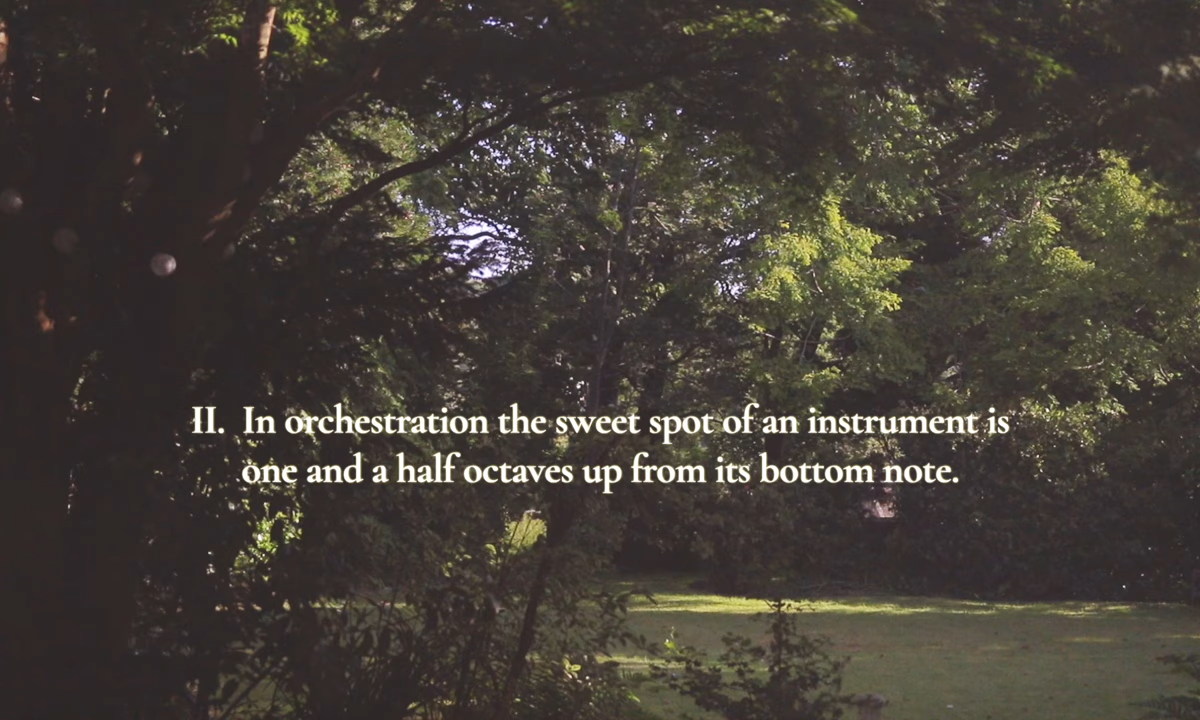 II. In orchestration the sweet spot of an instrument is
one and a half octaves up from its bottom note.